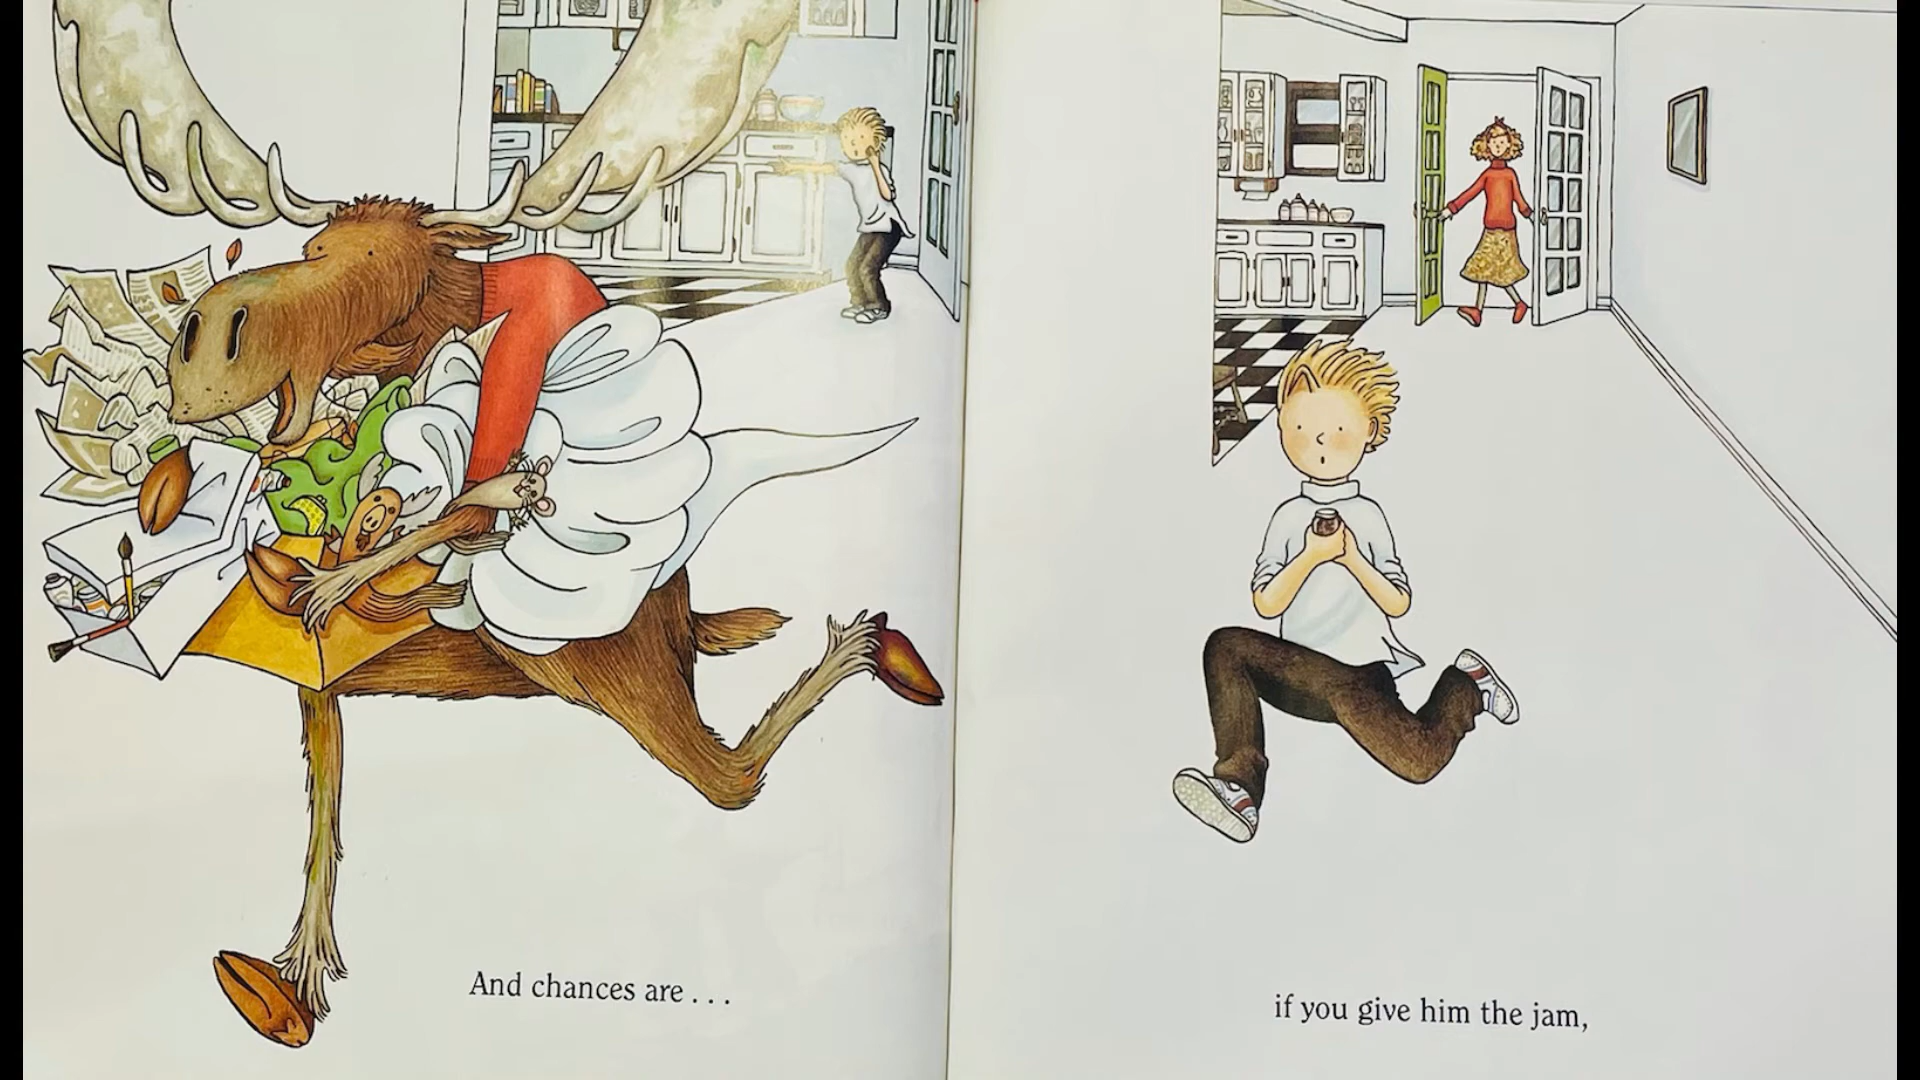 And chances are . . .
if you give him the jam,